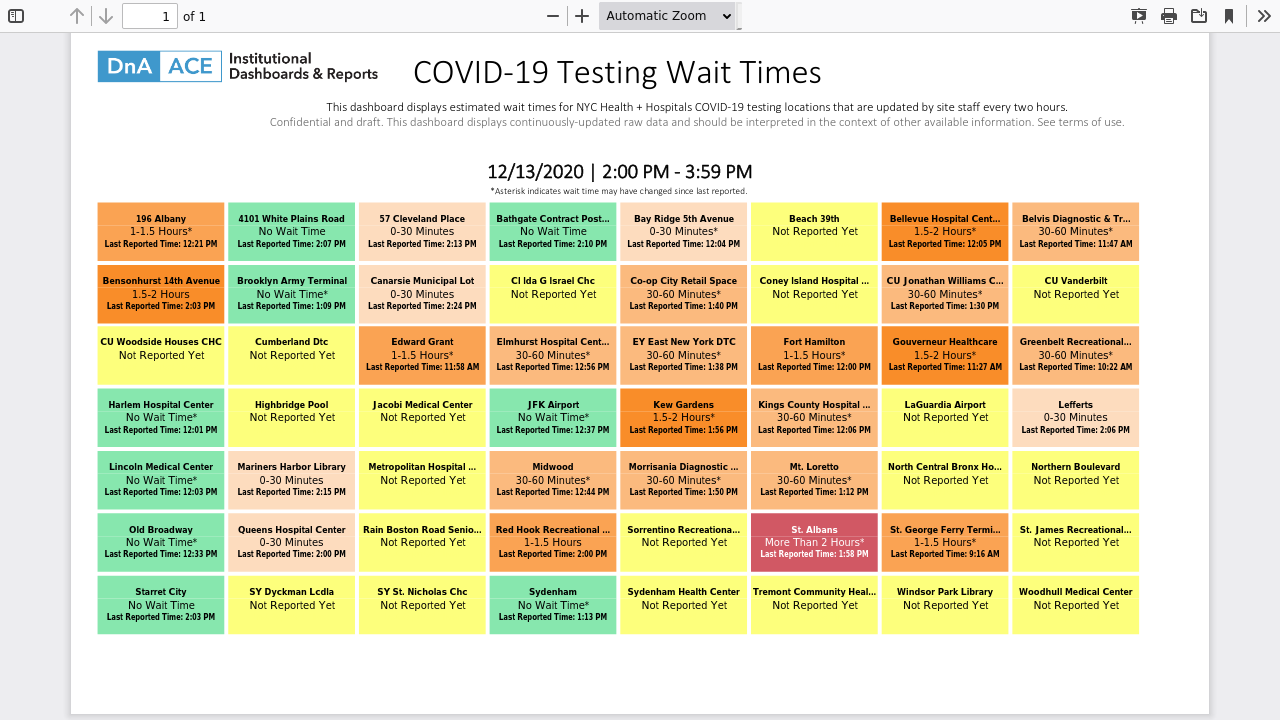 1 of 1 Automatic Zoom
DnA ACE Institutional Dashboards & Reports
COVID-19 Testing Wait Times
This dashboard displays estimated wait times for NYC Health + Hospitals COVID-19 testing locations that are updated by site staff every two hours.
Confidential and draft. This dashboard displays continuously-updated raw data and should be interpreted in the context of other available information. See terms of use.
12/13/2020 | 2:00 PM - 3:59 PM
*Asterisk indicates wait time may have changed since last reported.
196 Albany
1-1.5 Hours*
Last Reported Time: 12:21 PM
4101 White Plains Road
No Wait Time
Last Reported Time: 2:07 PM
57 Cleveland Place
0-30 Minutes
Last Reported Time: 2:13 PM
Bathgate Contract Post...
No Wait Time
Last Reported Time: 2:10 PM
Bay Ridge 5th Avenue
0-30 Minutes*
Last Reported Time: 12:04 PM
Beach 39th
Not Reported Yet
Bellevue Hospital Cent...
1.5-2 Hours*
Last Reported Time: 12:05 PM
Belvis Diagnostic & Tr...
30-60 Minutes*
Last Reported Time: 11:47 AM
Bensonhurst 14th Avenue
1.5-2 Hours
Last Reported Time: 2:03 PM
Brooklyn Army Terminal
No Wait Time*
Last Reported Time: 1:09 PM
Canarsie Municipal Lot
0-30 Minutes
Last Reported Time: 2:24 PM
CI Ida G Israel Chc
Not Reported Yet
Co-op City Retail Space
30-60 Minutes*
Last Reported Time: 1:40 PM
Coney Island Hospital ...
Not Reported Yet
CU Jonathan Williams C...
30-60 Minutes*
Last Reported Time: 1:30 PM
CU Vanderbilt
Not Reported Yet
CU Woodside Houses CHC
Not Reported Yet
Cumberland Dtc
Not Reported Yet
Edward Grant
1-1.5 Hours*
Last Reported Time: 11:58 AM
Elmhurst Hospital Cent...
30-60 Minutes*
Last Reported Time: 12:56 PM
EY East New York DTC
30-60 Minutes*
Last Reported Time: 1:38 PM
Fort Hamilton
1-1.5 Hours*
Last Reported Time: 12:00 PM
Gouverneur Healthcare
1.5-2 Hours*
Last Reported Time: 11:27 AM
Greenbelt Recreational...
30-60 Minutes*
Last Reported Time: 10:22 AM
Harlem Hospital Center
No Wait Time*
Last Reported Time: 12:01 PM
Highbridge Pool
Not Reported Yet
Jacobi Medical Center
Not Reported Yet
JFK Airport
No Wait Time*
Last Reported Time: 12:37 PM
Kew Gardens
1.5-2 Hours*
Last Reported Time: 1:56 PM
Kings County Hospital ...
30-60 Minutes*
Last Reported Time: 12:06 PM
LaGuardia Airport
Not Reported Yet
Lefferts
0-30 Minutes
Last Reported Time: 2:06 PM
Lincoln Medical Center
No Wait Time*
Last Reported Time: 12:03 PM
Mariners Harbor Library
0-30 Minutes
Last Reported Time: 2:15 PM
Metropolitan Hospital ...
Not Reported Yet
Midwood
30-60 Minutes*
Last Reported Time: 12:44 PM
Morrisania Diagnostic ...
30-60 Minutes*
Last Reported Time: 1:50 PM
Mt. Loretto
30-60 Minutes*
Last Reported Time: 1:12 PM
North Central Bronx Ho...
Not Reported Yet
Northern Boulevard
Not Reported Yet
Old Broadway
No Wait Time*
Last Reported Time: 12:33 PM
Queens Hospital Center
0-30 Minutes
Last Reported Time: 2:00 PM
Rain Boston Road Senio...
Not Reported Yet
Red Hook Recreational ...
1-1.5 Hours
Last Reported Time: 2:00 PM
Sorrentino Recreationa...
Not Reported Yet
St. Albans
More Than 2 Hours*
Last Reported Time: 1:58 PM
St. George Ferry Termi...
1-1.5 Hours*
Last Reported Time: 9:16 AM
St. James Recreational...
Not Reported Yet
Starret City
No Wait Time
Last Reported Time: 2:03 PM
SY Dyckman Lcdla
Not Reported Yet
SY St. Nicholas Chc
Not Reported Yet
Sydenham
No Wait Time*
Last Reported Time: 1:13 PM
Sydenham Health Center
Not Reported Yet
Tremont Community Heal...
Not Reported Yet
Windsor Park Library
Not Reported Yet
Woodhull Medical Center
Not Reported Yet